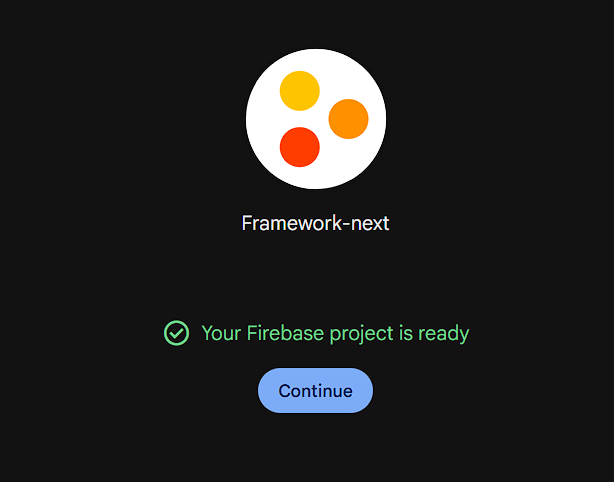 Framework-next
Your Firebase project is ready
Continue